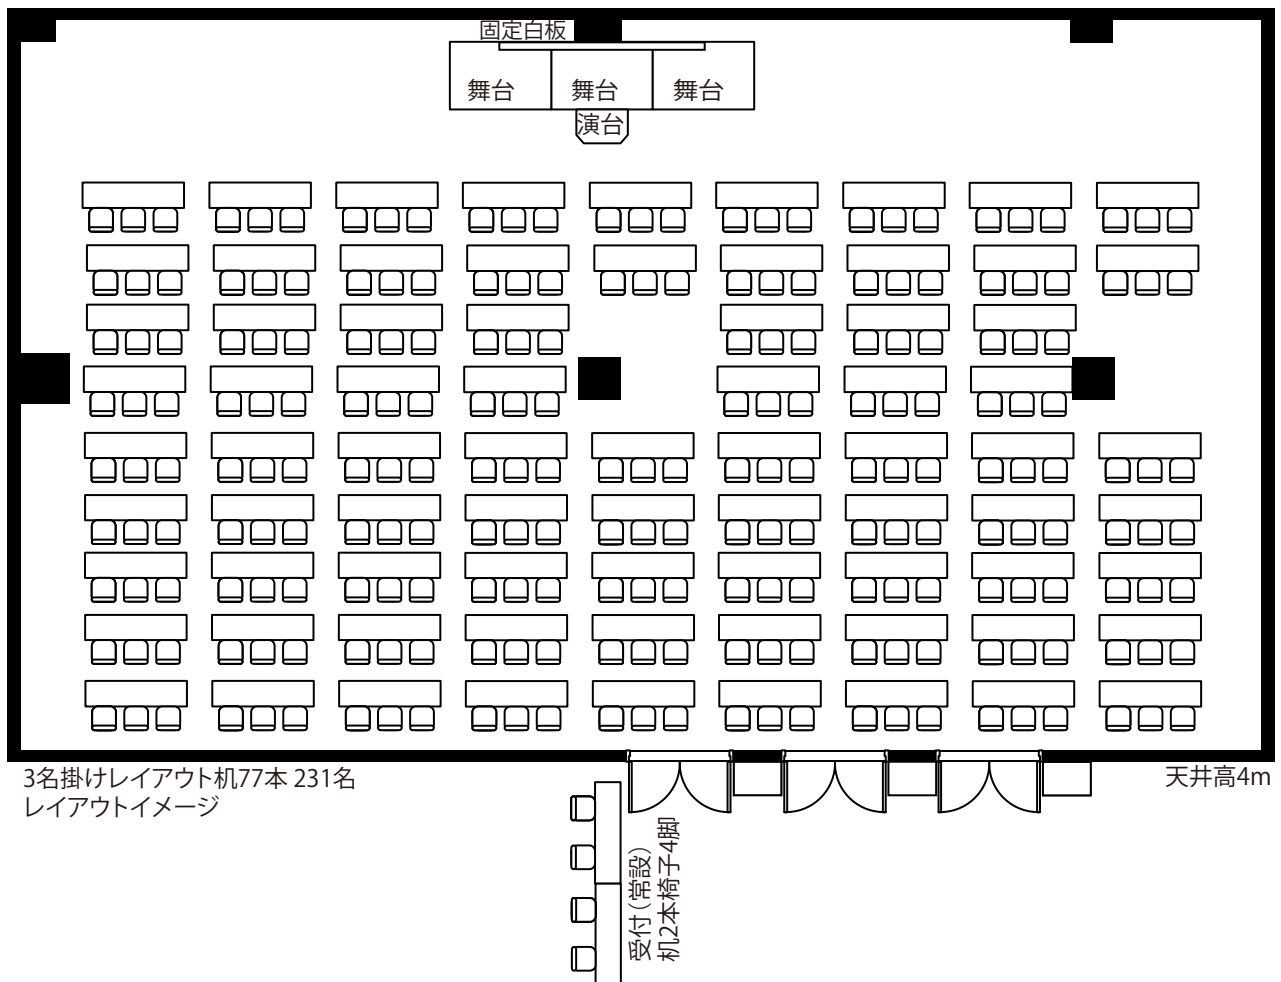 固定白板
舞台
舞台
舞台
演台
3名掛けレイアウト机77本 231名
レイアウトイメージ
天井高4m
受付(常設)
机2本椅子4脚